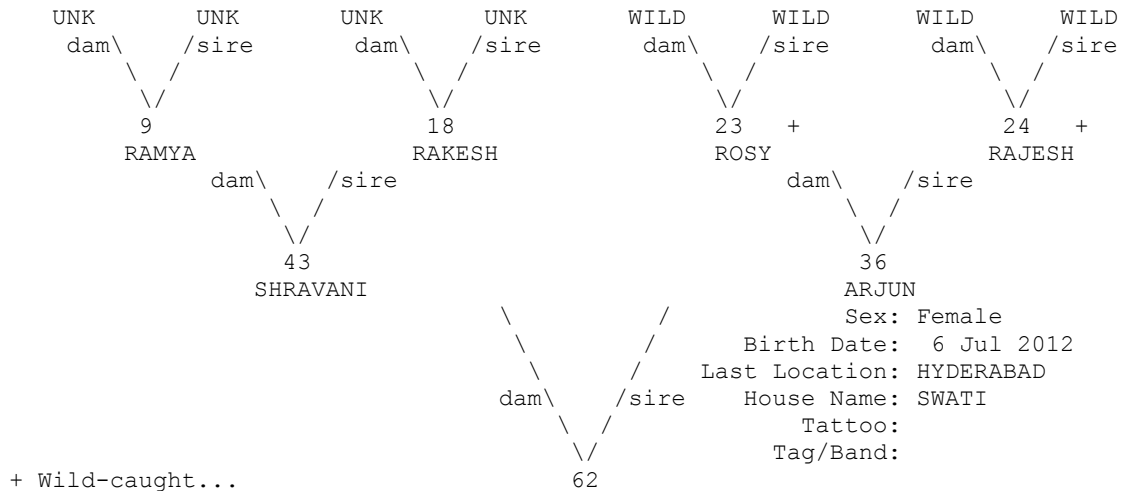 UNK UNK UNK UNK WILD WILD WILD WILD
dam\ /sire dam\ /sire dam\ /sire dam\ /sire
\ / \ / \ / \ /
\/ \/ \/ \/
9 18 23 + 24 +
RAMYA RAKESH ROSY RAJESH
dam\ /sire dam\ /sire
\ / \ /
\/ \/
43 36
SHRAVANI ARJUN
\ / Sex: Female
\ / Birth Date: 6 Jul 2012
\ / Last Location: HYDERABAD
dam\ /sire House Name: SWATI
\ / Tattoo:
\/ Tag/Band:
+ Wild-caught... 62